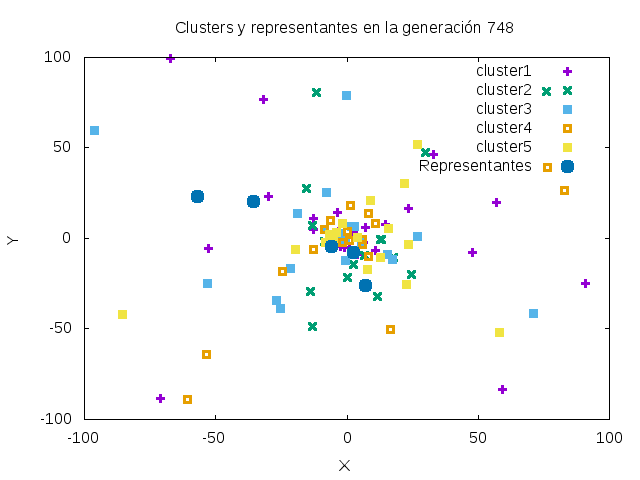 Clusters y representantes en la generación 748
100
50
0
-50
-100
Y
cluster1
cluster2
cluster3
cluster4
cluster5
Representantes
-100 -50 0 50 100
X